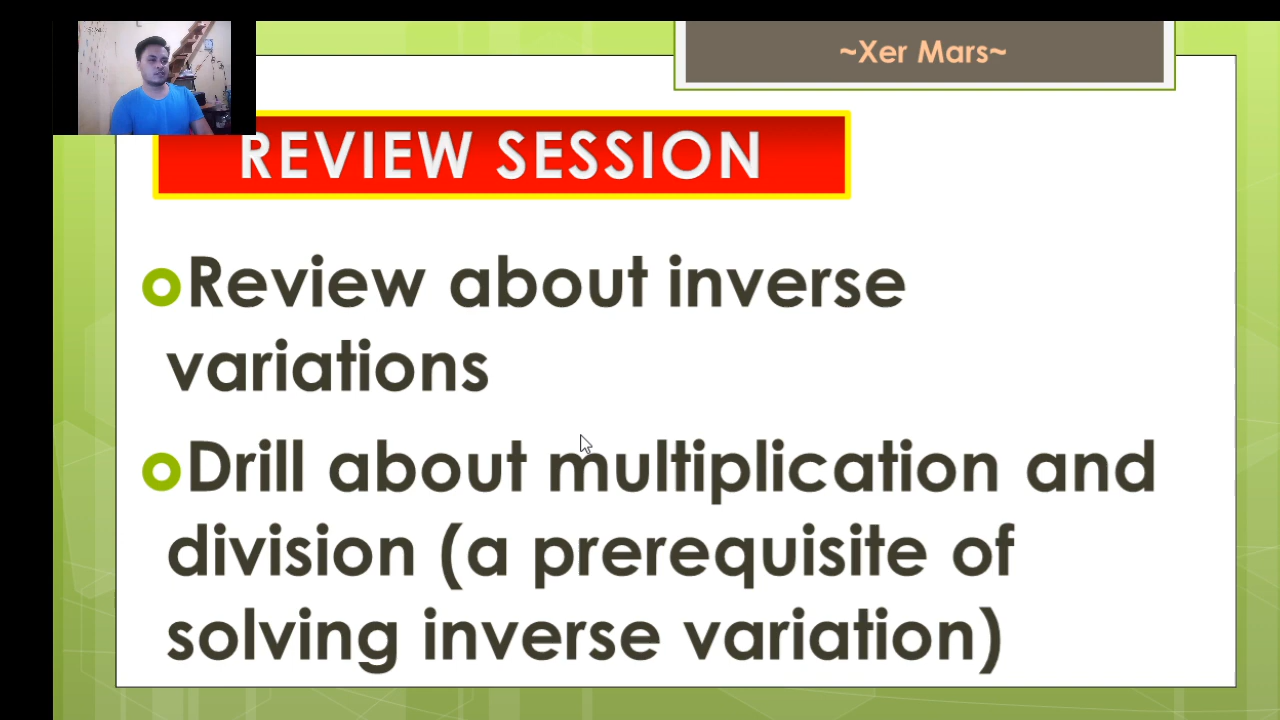 ~Xer Mars~
REVIEW SESSION
Review about inverse
variations
Drill about multiplication and
division (a prerequisite of
solving inverse variation)